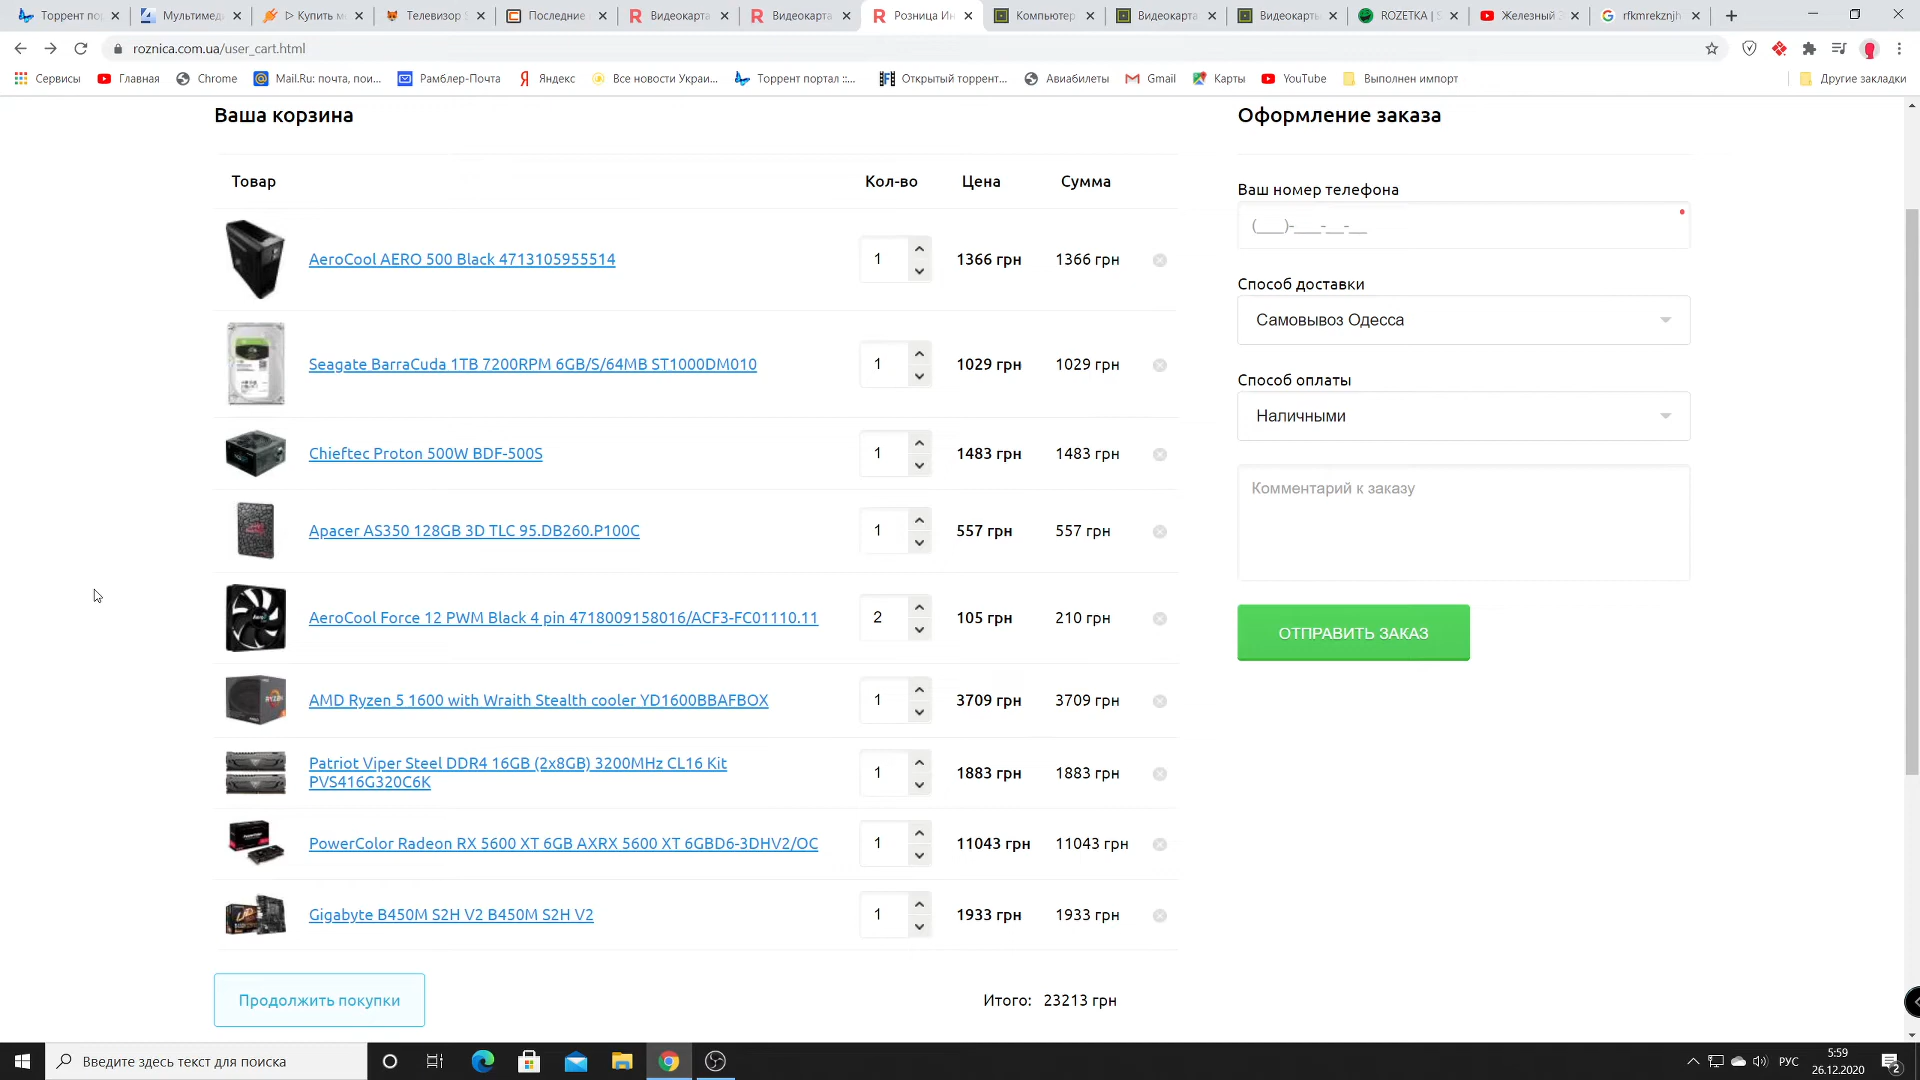 Торрент по
Мультимед
▷ Купить м
Телевизор
Последние
Видеокарта
Видеокарта
Розница Ин
Компьютер
Видеокарта
Видеокарты
ROZETKA |
Железный
rfkmrekznjh
roznica.com.ua/user_cart.html
Сервисы
Главная
Chrome
Mail.Ru: почта, пои...
Рамблер-Почта
Яндекс
Все новости Украи...
Торрент портал ::...
Открытый торрент...
Авиабилеты
Gmail
Карты
YouTube
Выполнен импорт
Другие закладки
Ваша корзина
Товар Кол-во Цена Сумма
AeroCool AERO 500 Black 4713105955514 1 1366 грн 1366 грн
Seagate BarraCuda 1TB 7200RPM 6GB/S/64MB ST1000DM010 1 1029 грн 1029 грн
Chieftec Proton 500W BDF-500S 1 1483 грн 1483 грн
Apacer AS350 128GB 3D TLC 95.DB260.P100C 1 557 грн 557 грн
AeroCool Force 12 PWM Black 4 pin 4718009158016/ACF3-FC01110.11 2 105 грн 210 грн
AMD Ryzen 5 1600 with Wraith Stealth cooler YD1600BBAFBOX 1 3709 грн 3709 грн
Patriot Viper Steel DDR4 16GB (2x8GB) 3200MHz CL16 Kit
PVS416G320C6K 1 1883 грн 1883 грн
PowerColor Radeon RX 5600 XT 6GB AXRX 5600 XT 6GBD6-3DHV2/OC 1 11043 грн 11043 грн
Gigabyte B450M S2H V2 B450M S2H V2 1 1933 грн 1933 грн
Продолжить покупки
Итого: 23213 грн
Оформление заказа
Ваш номер телефона
(___)-___-__-__
Способ доставки
Самовывоз Одесса
Способ оплаты
Наличными
Комментарий к заказу
ОТПРАВИТЬ ЗАКАЗ
Введите здесь текст для поиска
РУС
5:59
26.12.2020
2